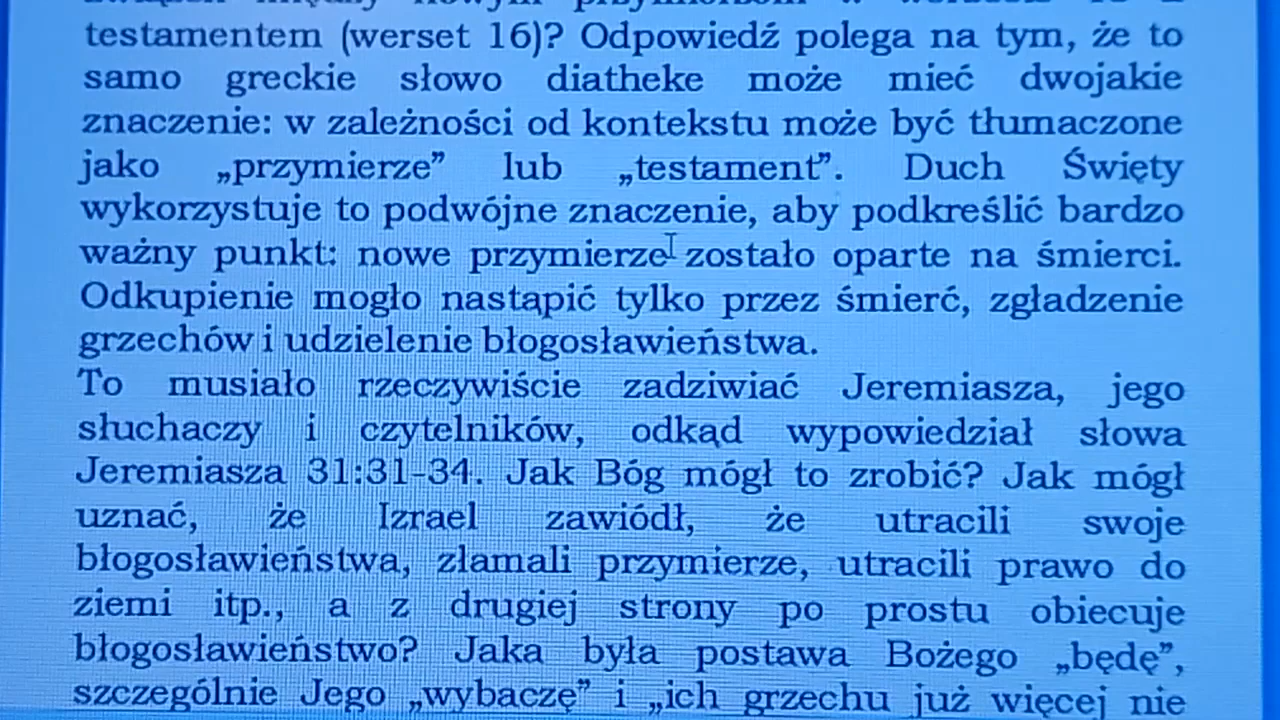 testamentem (werset 16)? Odpowiedź polega na tym, że to
samo greckie słowo diatheke może mieć dwojakie
znaczenie: w zależności od kontekstu może być tłumaczone
jako „przymierze” lub „testament”. Duch Święty
wykorzystuje to podwójne znaczenie, aby podkreślić bardzo
ważny punkt: nowe przymierze zostało oparte na śmierci.
Odkupienie mogło nastąpić tylko przez śmierć, zgładzenie
grzechów i udzielenie błogosławieństwa.
To musiało rzeczywiście zadziwiać Jeremiasza, jego
słuchaczy i czytelników, odkąd wypowiedział słowa
Jeremiasza 31:31-34. Jak Bóg mógł to zrobić? Jak mógł
uznać, że Izrael zawiódł, że utracili swoje
błogosławieństwa, złamali przymierze, utracili prawo do
ziemi itp., a z drugiej strony po prostu obiecuje
błogosławieństwo? Jaka była postawa Bożego „będę”,
szczególnie Jego „wybaczę” i „ich grzechu już więcej nie